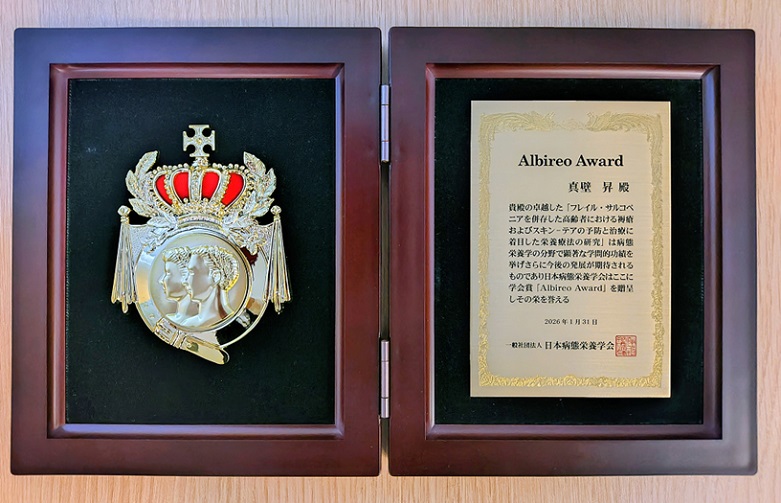 Albireo Award
真壁 昇 殿
貴殿の卓越した「フレイル・サルコペ
ニアを併存した高齢者における褥瘡
およびスキン－テアの予防と治療に
着目した栄養療法の研究」は病態
栄養学の分野で顕著な学問的功績を
挙げさらに今後の発展が期待される
ものであり日本病態栄養学会はここに
学会賞「Albireo Award」を贈呈
しその栄を誉える
2026年1月31日
一般社団法人 日本病態栄養学会